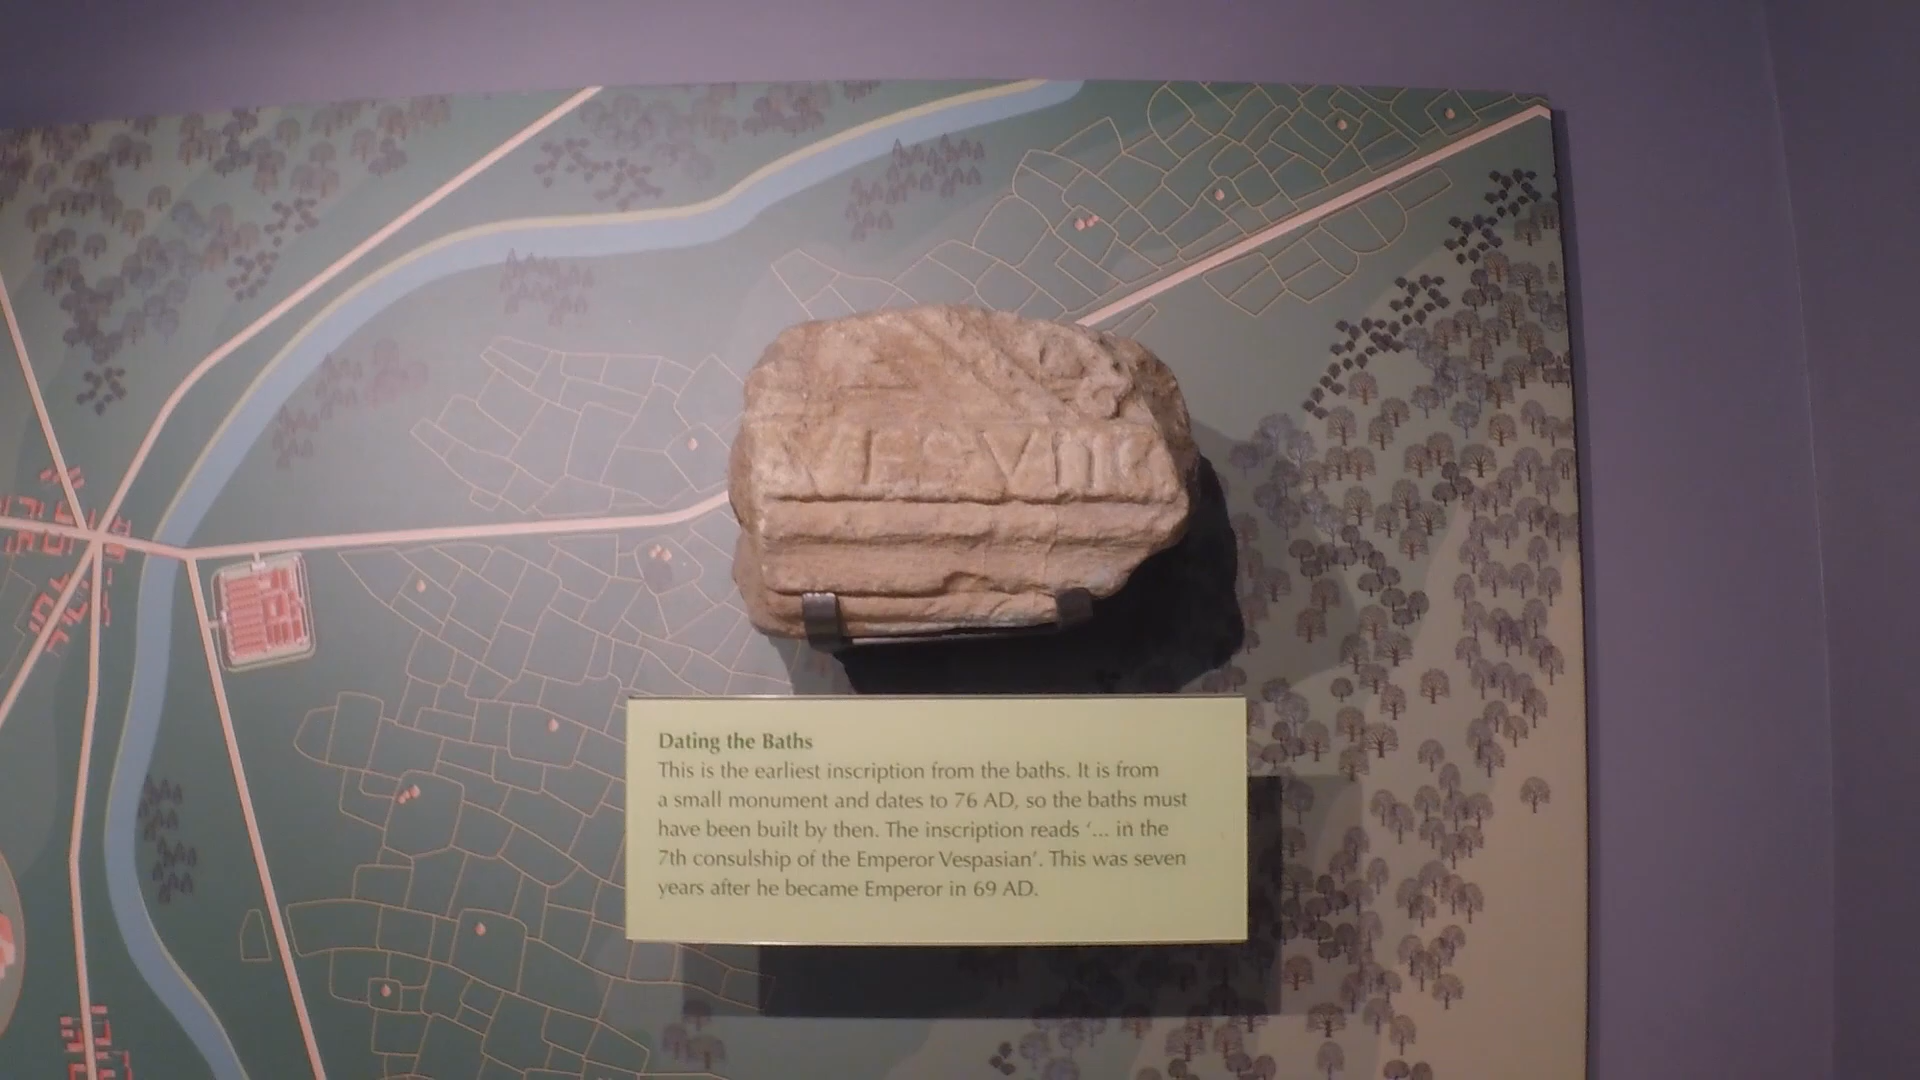 VESVIIC
Dating the Baths
This is the earliest inscription from the baths. It is from
a small monument and dates to 76 AD, so the baths must
have been built by then. The inscription reads ‘... in the
7th consulship of the Emperor Vespasian’. This was seven
years after he became Emperor in 69 AD.